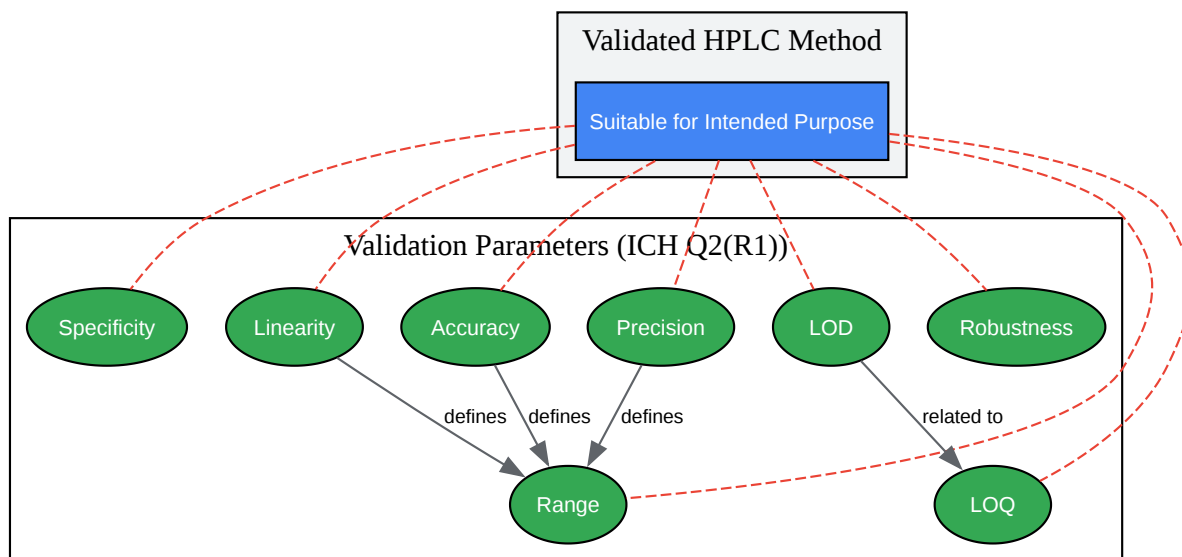 Validated HPLC Method
Suitable for Intended Purpose
Validation Parameters (ICH Q2(R1))
Specificity
Linearity
Accuracy
Precision
LOD
Robustness
defines
defines
defines
related to
Range
LOQ